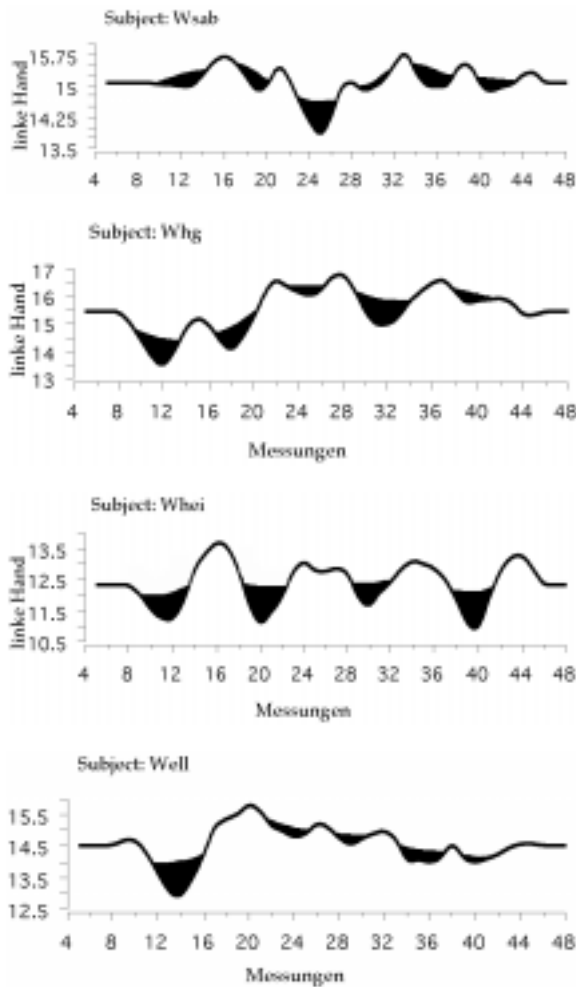 Subject: Wsab
linke Hand
15.75
15
14.25
13.5
4 8 12 16 20 24 28 32 36 40 44 48
Subject: Whg
linke Hand
17
16
15
14
13
4 8 12 16 20 24 28 32 36 40 44 48
Messungen
Subject: Whei
linke Hand
13.5
12.5
11.5
10.5
4 8 12 16 20 24 28 32 36 40 44 48
Messungen
Subject: Well
linke Hand
15.5
14.5
13.5
12.5
4 8 12 16 20 24 28 32 36 40 44 48
Messungen